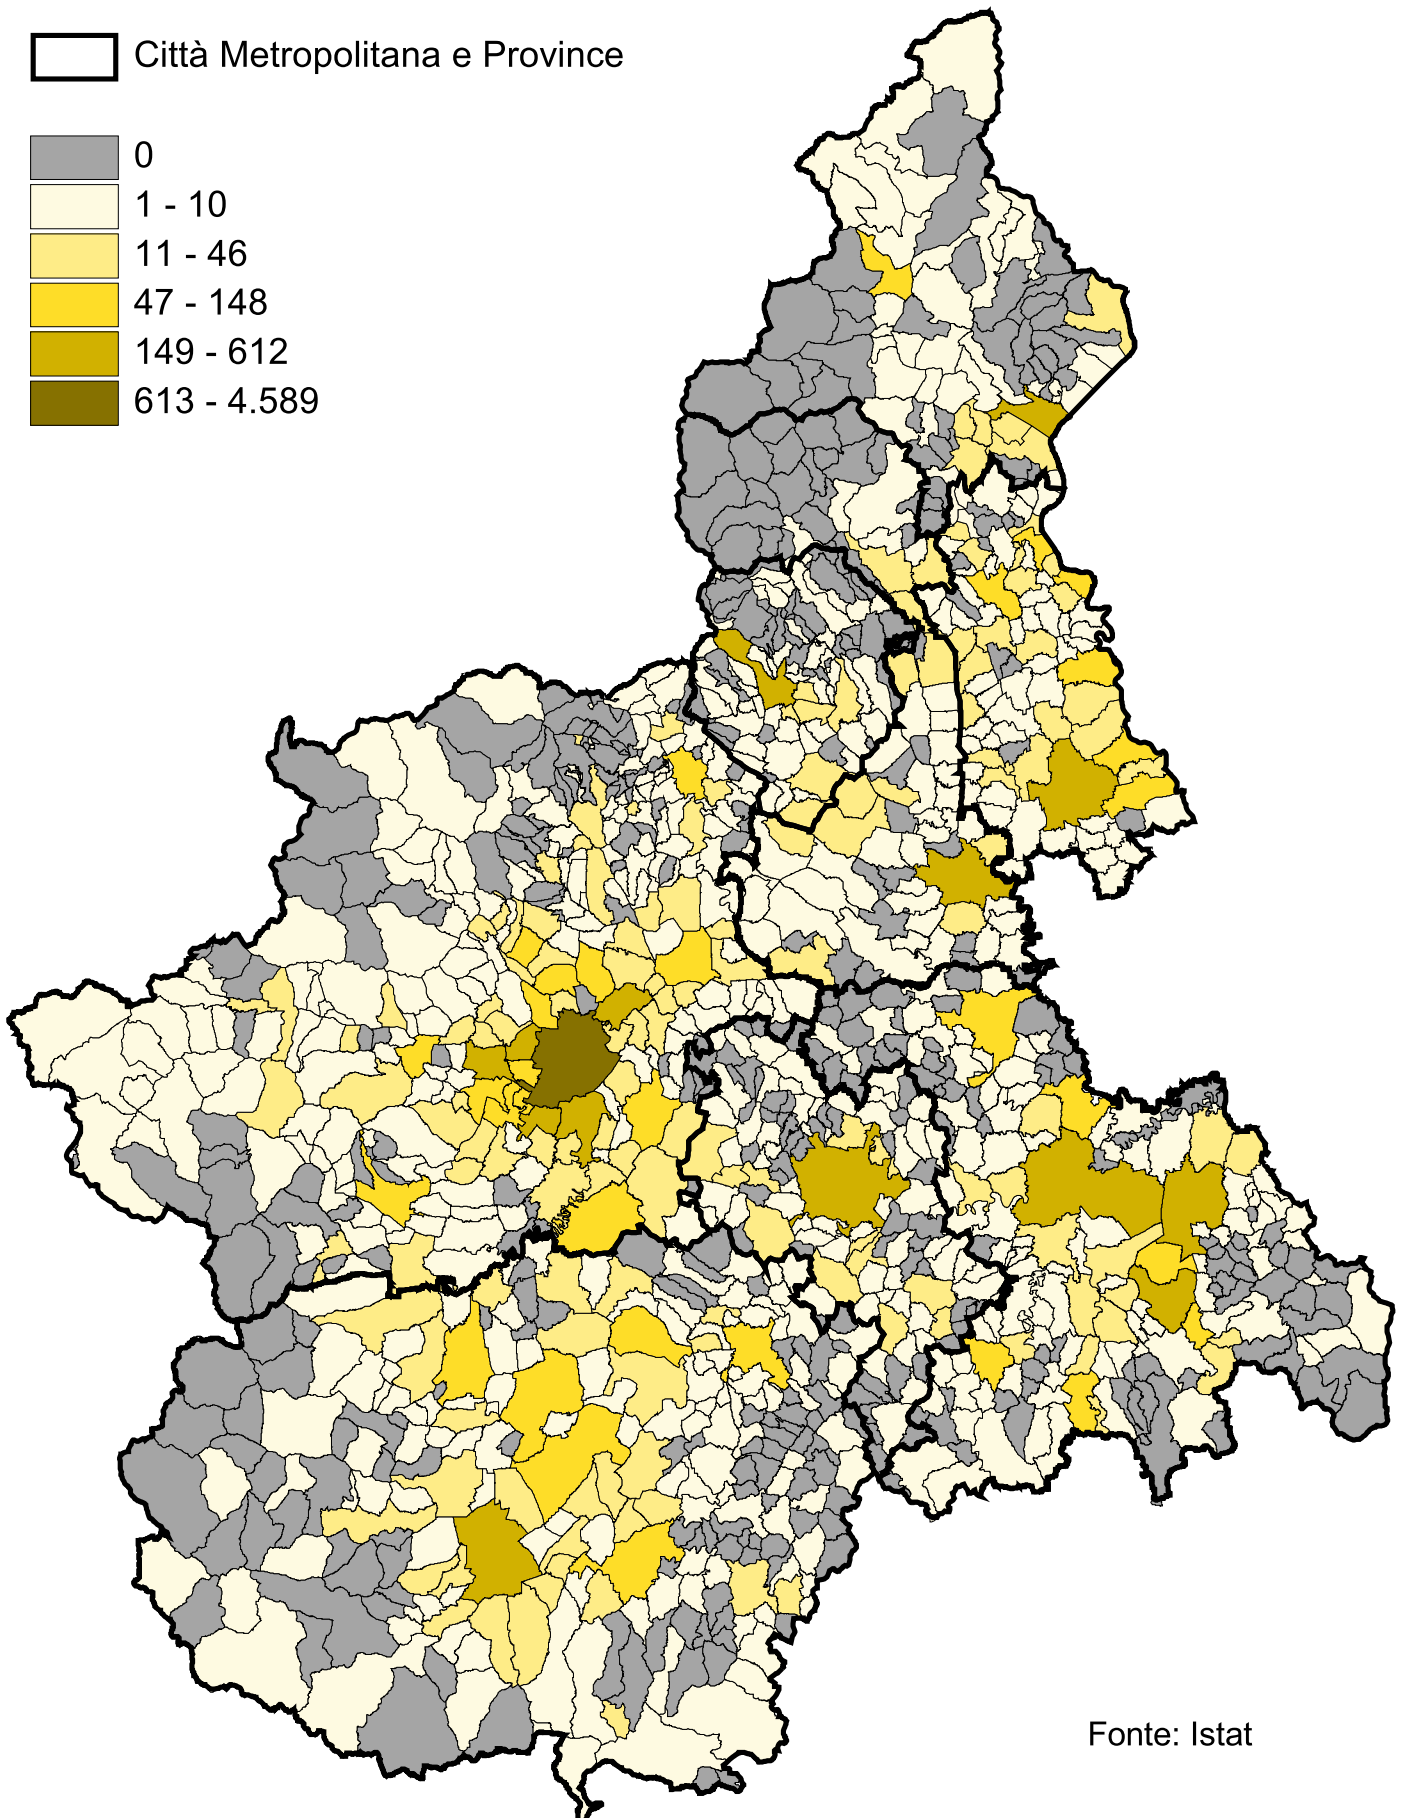 Città Metropolitana e Province
0
1 - 10
11 - 46
47 - 148
149 - 612
613 - 4.589
Fonte: Istat